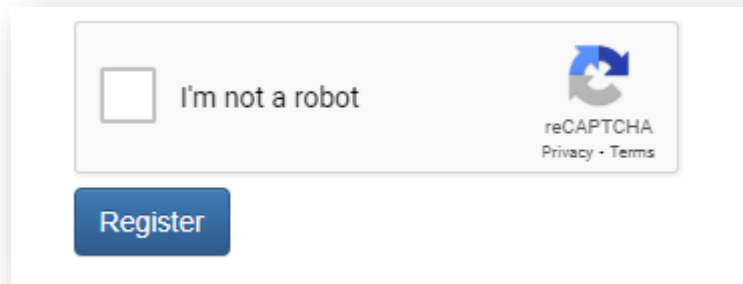 I'm not a robot
reCAPTCHA
Privacy - Terms
Register